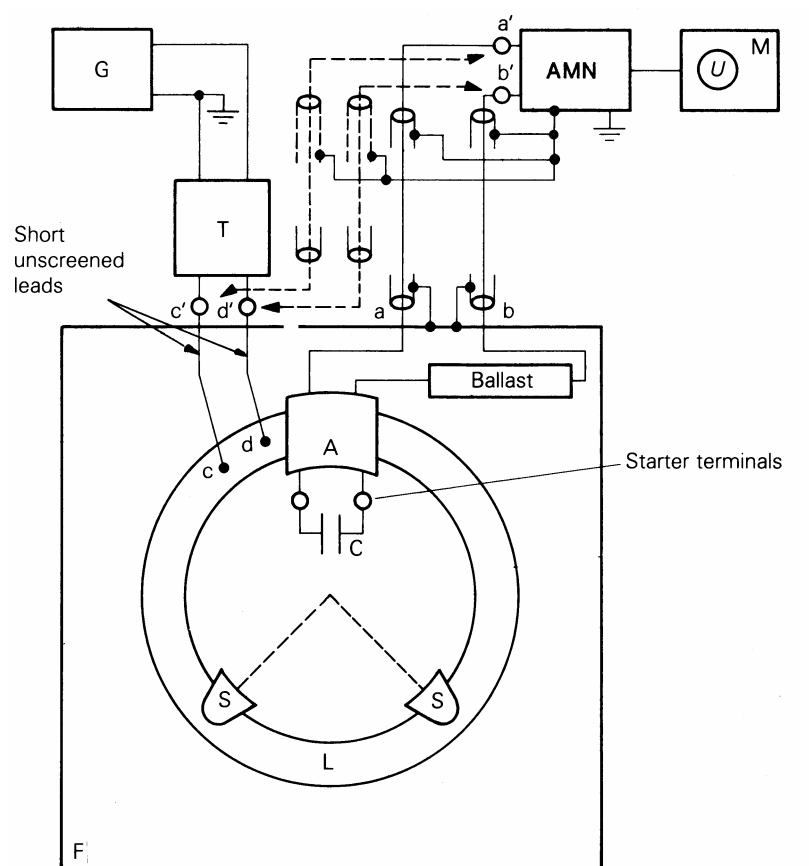 a′
G
AMN
U
M
b′
T
Short
unscreened
leads
c′
d′
a
b
Ballast
A
d
c
Starter terminals
C
S
S
L
F